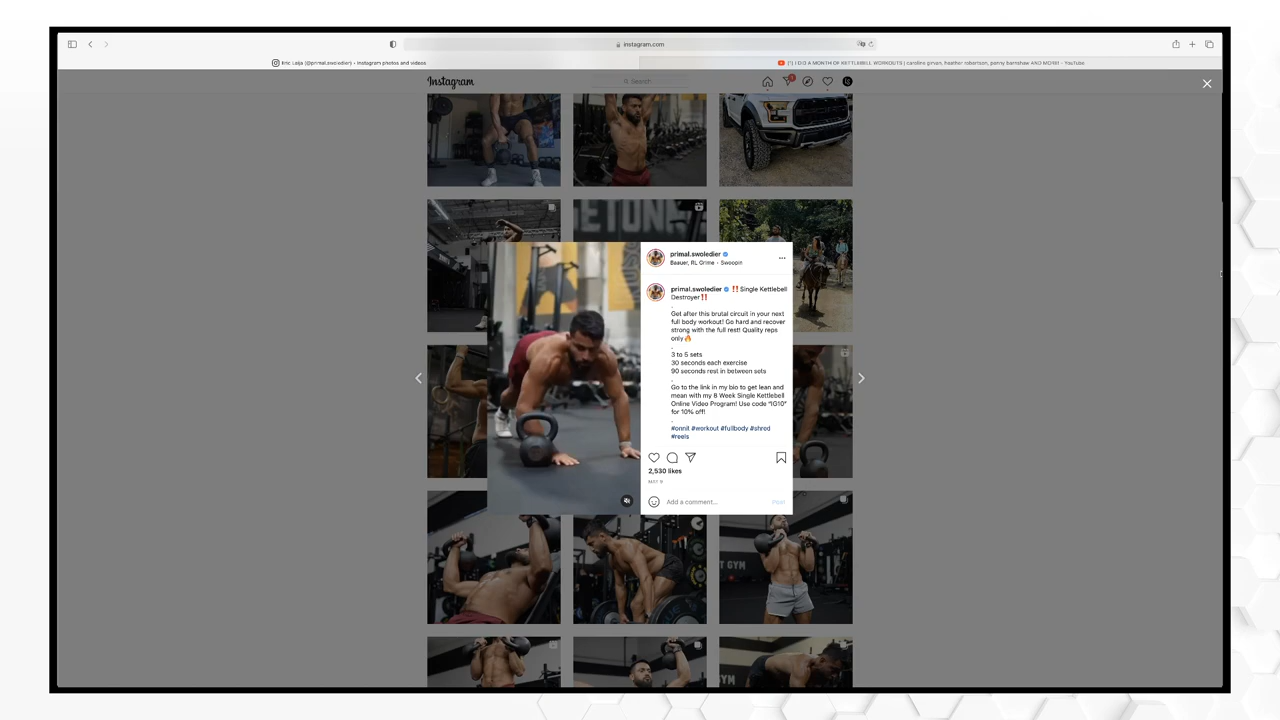 instagram.com
Eric Leija (@primal.swoledier) • Instagram photos and videos
(*) I DID A MONTH OF KETTLEBELL WORKOUTS | caroline girvan, heather robertson, penny barnshaw AND MORE! - YouTube
Instagram
Search
ETON
primal.swoledier
Baauer, RL Grime • Swoopin
primal.swoledier ‼️Single Kettlebell
Destroyer‼️
.
Get after this brutal circuit in your next
full body workout! Go hard and recover
strong with the full rest! Quality reps
only🔥
.
3 to 5 sets
30 seconds each exercise
90 seconds rest in between sets
.
Go to the link in my bio to get lean and
mean with my 8 Week Single Kettlebell
Online Video Program! Use code "IG10"
for 10% off!
.
#onnit #workout #fullbody #shred
#reels
2,530 likes
MAY 9
Add a comment...
Post
IT GYM
GYM